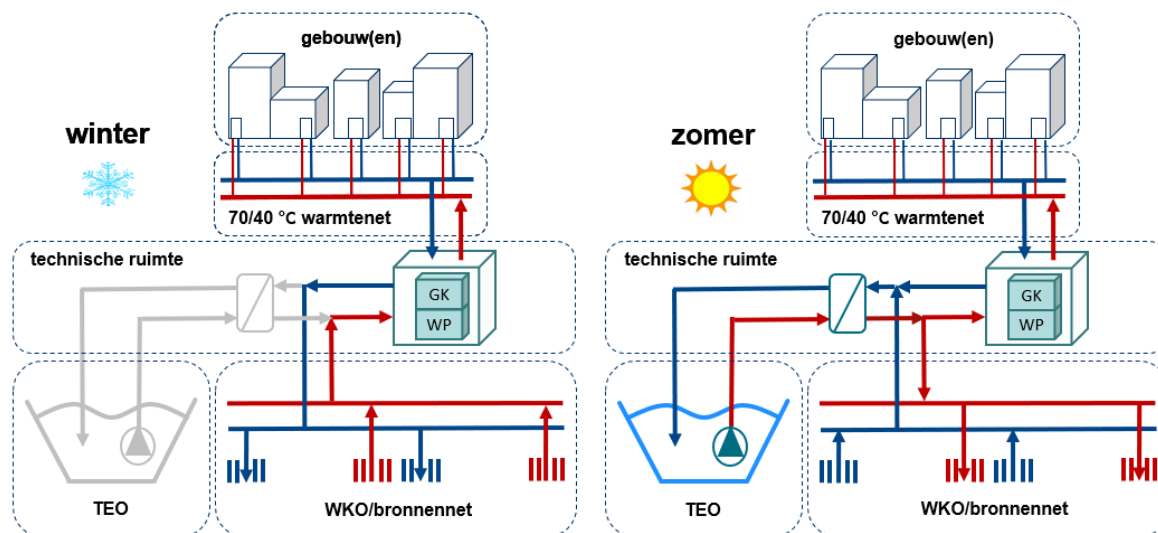 gebouw(en)
winter
70/40 °C warmtenet
technische ruimte
GK
WP
TEO
WKO/bronnennet
gebouw(en)
zomer
70/40 °C warmtenet
technische ruimte
GK
WP
TEO
WKO/bronnennet